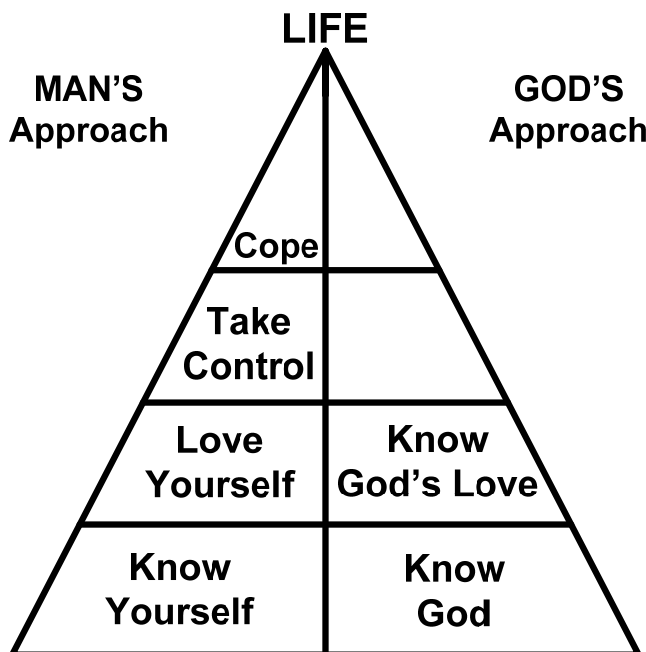 LIFE
MAN’S
Approach
GOD’S
Approach
Cope
Take
Control
Love
Yourself
Know
God’s Love
Know
Yourself
Know
God